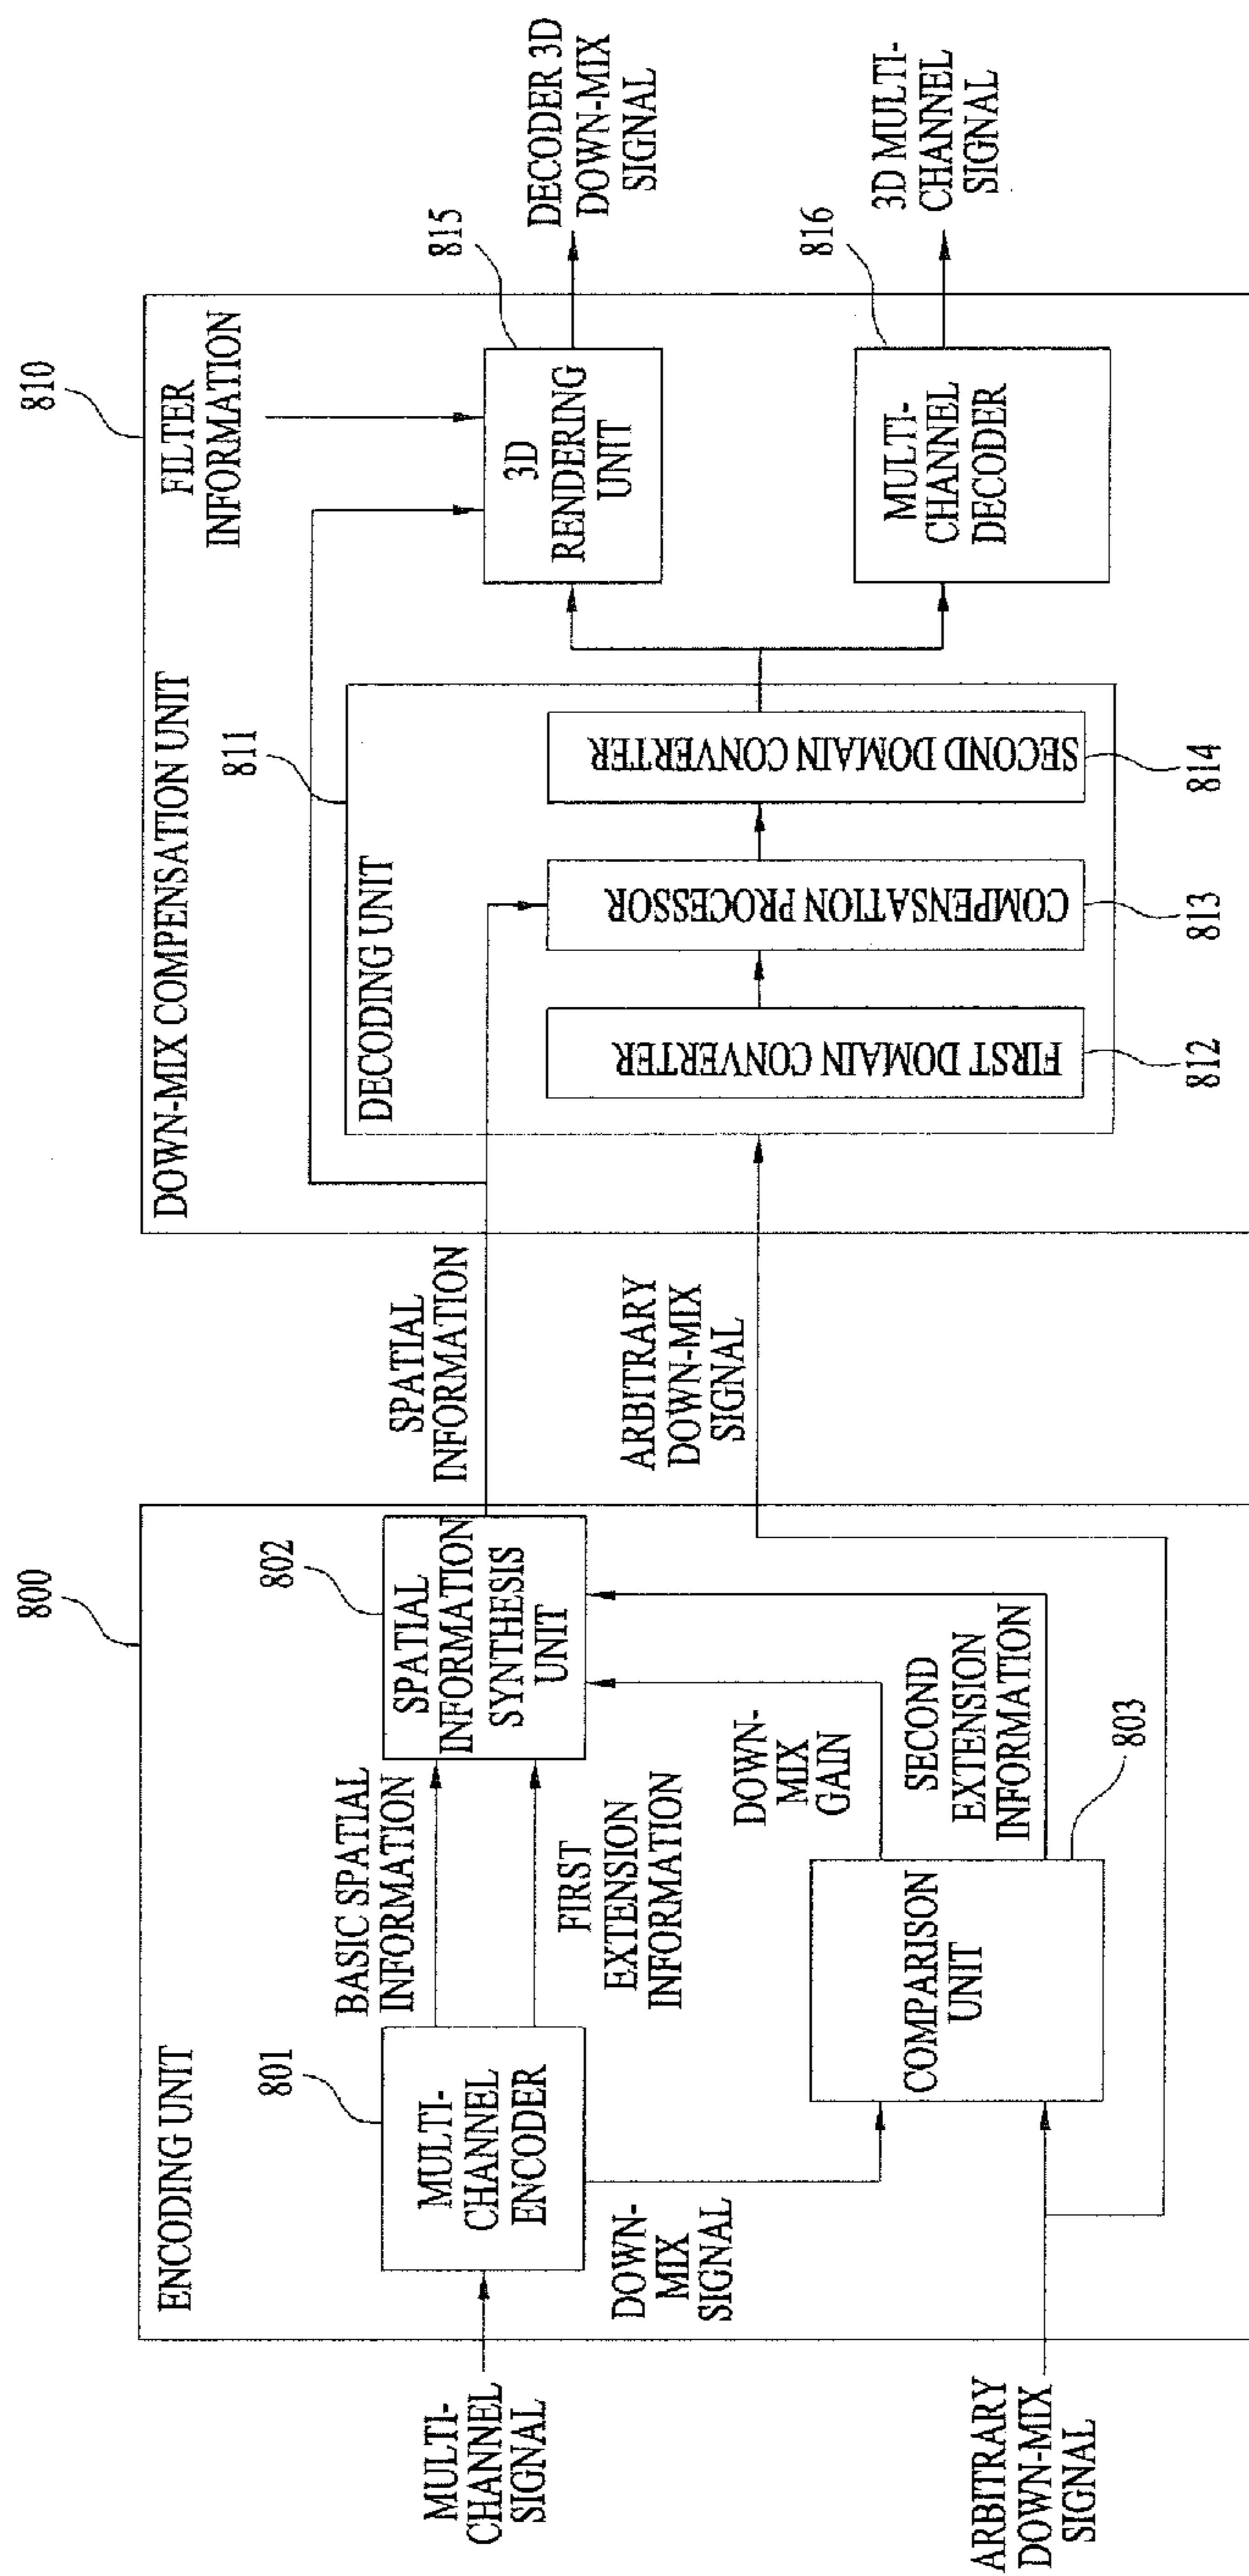 800
ENCODING UNIT
MULTI-
CHANNEL
SIGNAL
801
MULTI-
CHANNEL
ENCODER
BASIC SPATIAL
INFORMATION
FIRST
EXTENSION
INFORMATION
802
SPATIAL
INFORMATION
SYNTHESIS
UNIT
DOWN-
MIX
SIGNAL
DOWN-
MIX
GAIN
SECOND
EXTENSION
INFORMATION
803
COMPARISON
UNIT
ARBITRARY
DOWN-MIX
SIGNAL
SPATIAL
INFORMATION
ARBITRARY
DOWN-MIX
SIGNAL
810
DOWN-MIX COMPENSATION UNIT
811
DECODING UNIT
FIRST DOMAIN CONVERTER
812
COMPENSATION PROCESSOR
813
SECOND DOMAIN CONVERTER
814
FILTER
INFORMATION
815
3D
RENDERING
UNIT
DECODER 3D
DOWN-MIX
SIGNAL
816
MULTI-
CHANNEL
DECODER
3D MULTI-
CHANNEL
SIGNAL